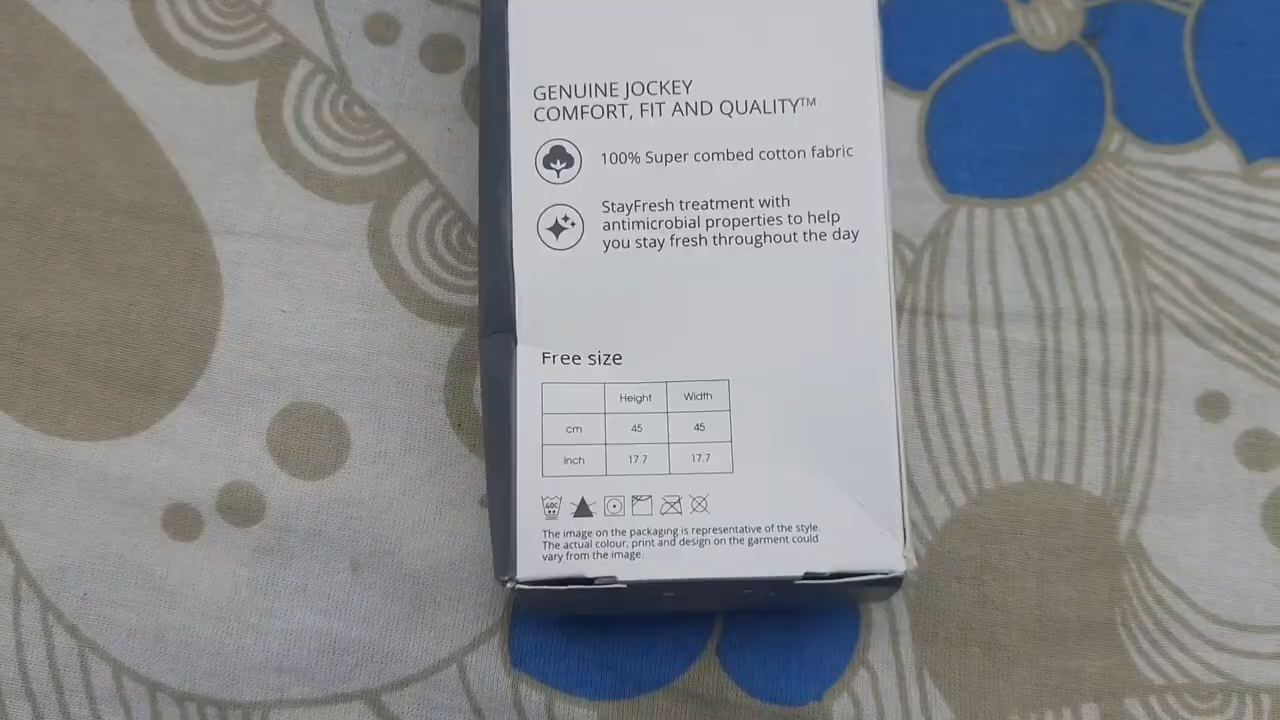 GENUINE JOCKEY
COMFORT, FIT AND QUALITY™
100% Super combed cotton fabric
StayFresh treatment with
antimicrobial properties to help
you stay fresh throughout the day
Free size
Height Width
cm 45 45
inch 17.7 17.7
60C
The image on the packaging is representative of the style.
The actual colour, print and design on the garment could
vary from the image.